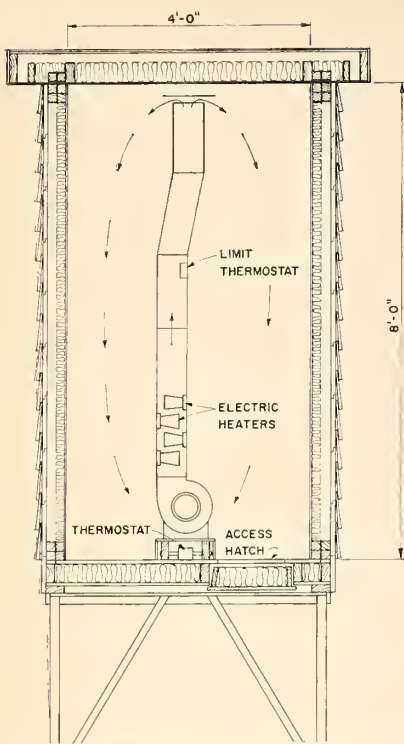 4'-0"
LIMIT
THERMOSTAT
8'-0"
ELECTRIC
HEATERS
THERMOSTAT
ACCESS
HATCH